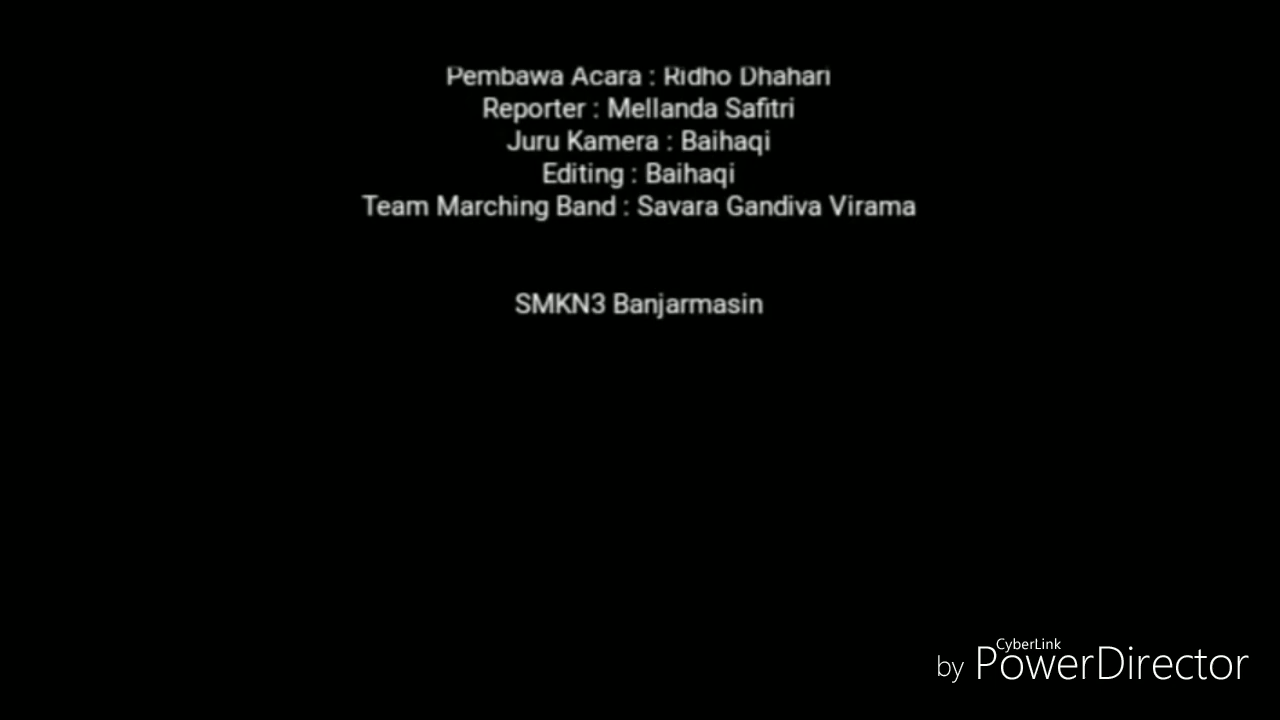 Pembawa Acara : Ridho Dhahari
Reporter : Mellanda Safitri
Juru Kamera : Baihaqi
Editing : Baihaqi
Team Marching Band : Savara Gandiva Virama
SMKN3 Banjarmasin
CyberLink
by PowerDirector